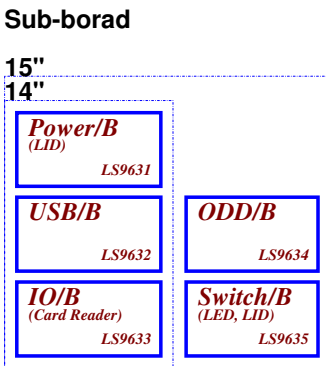 Sub-borad
15"
14"
Power/B
(LID)
LS9631
USB/B
LS9632
ODD/B
LS9634
IO/B
(Card Reader)
LS9633
Switch/B
(LED, LID)
LS9635